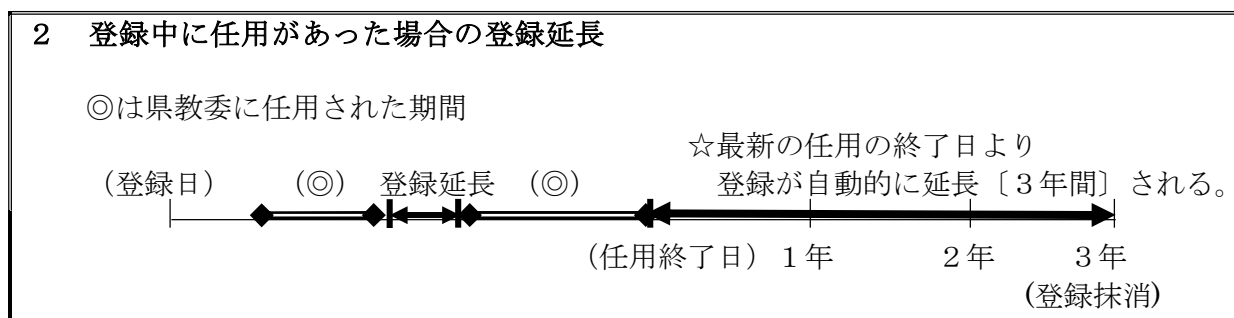 ２　登録中に任用があった場合の登録延長
◎は県教委に任用された期間
☆最新の任用の終了日より
（登録日）　（◎）　登録延長　（◎）　登録が自動的に延長〔３年間〕される。
（任用終了日）　１年　２年　３年
(登録抹消)